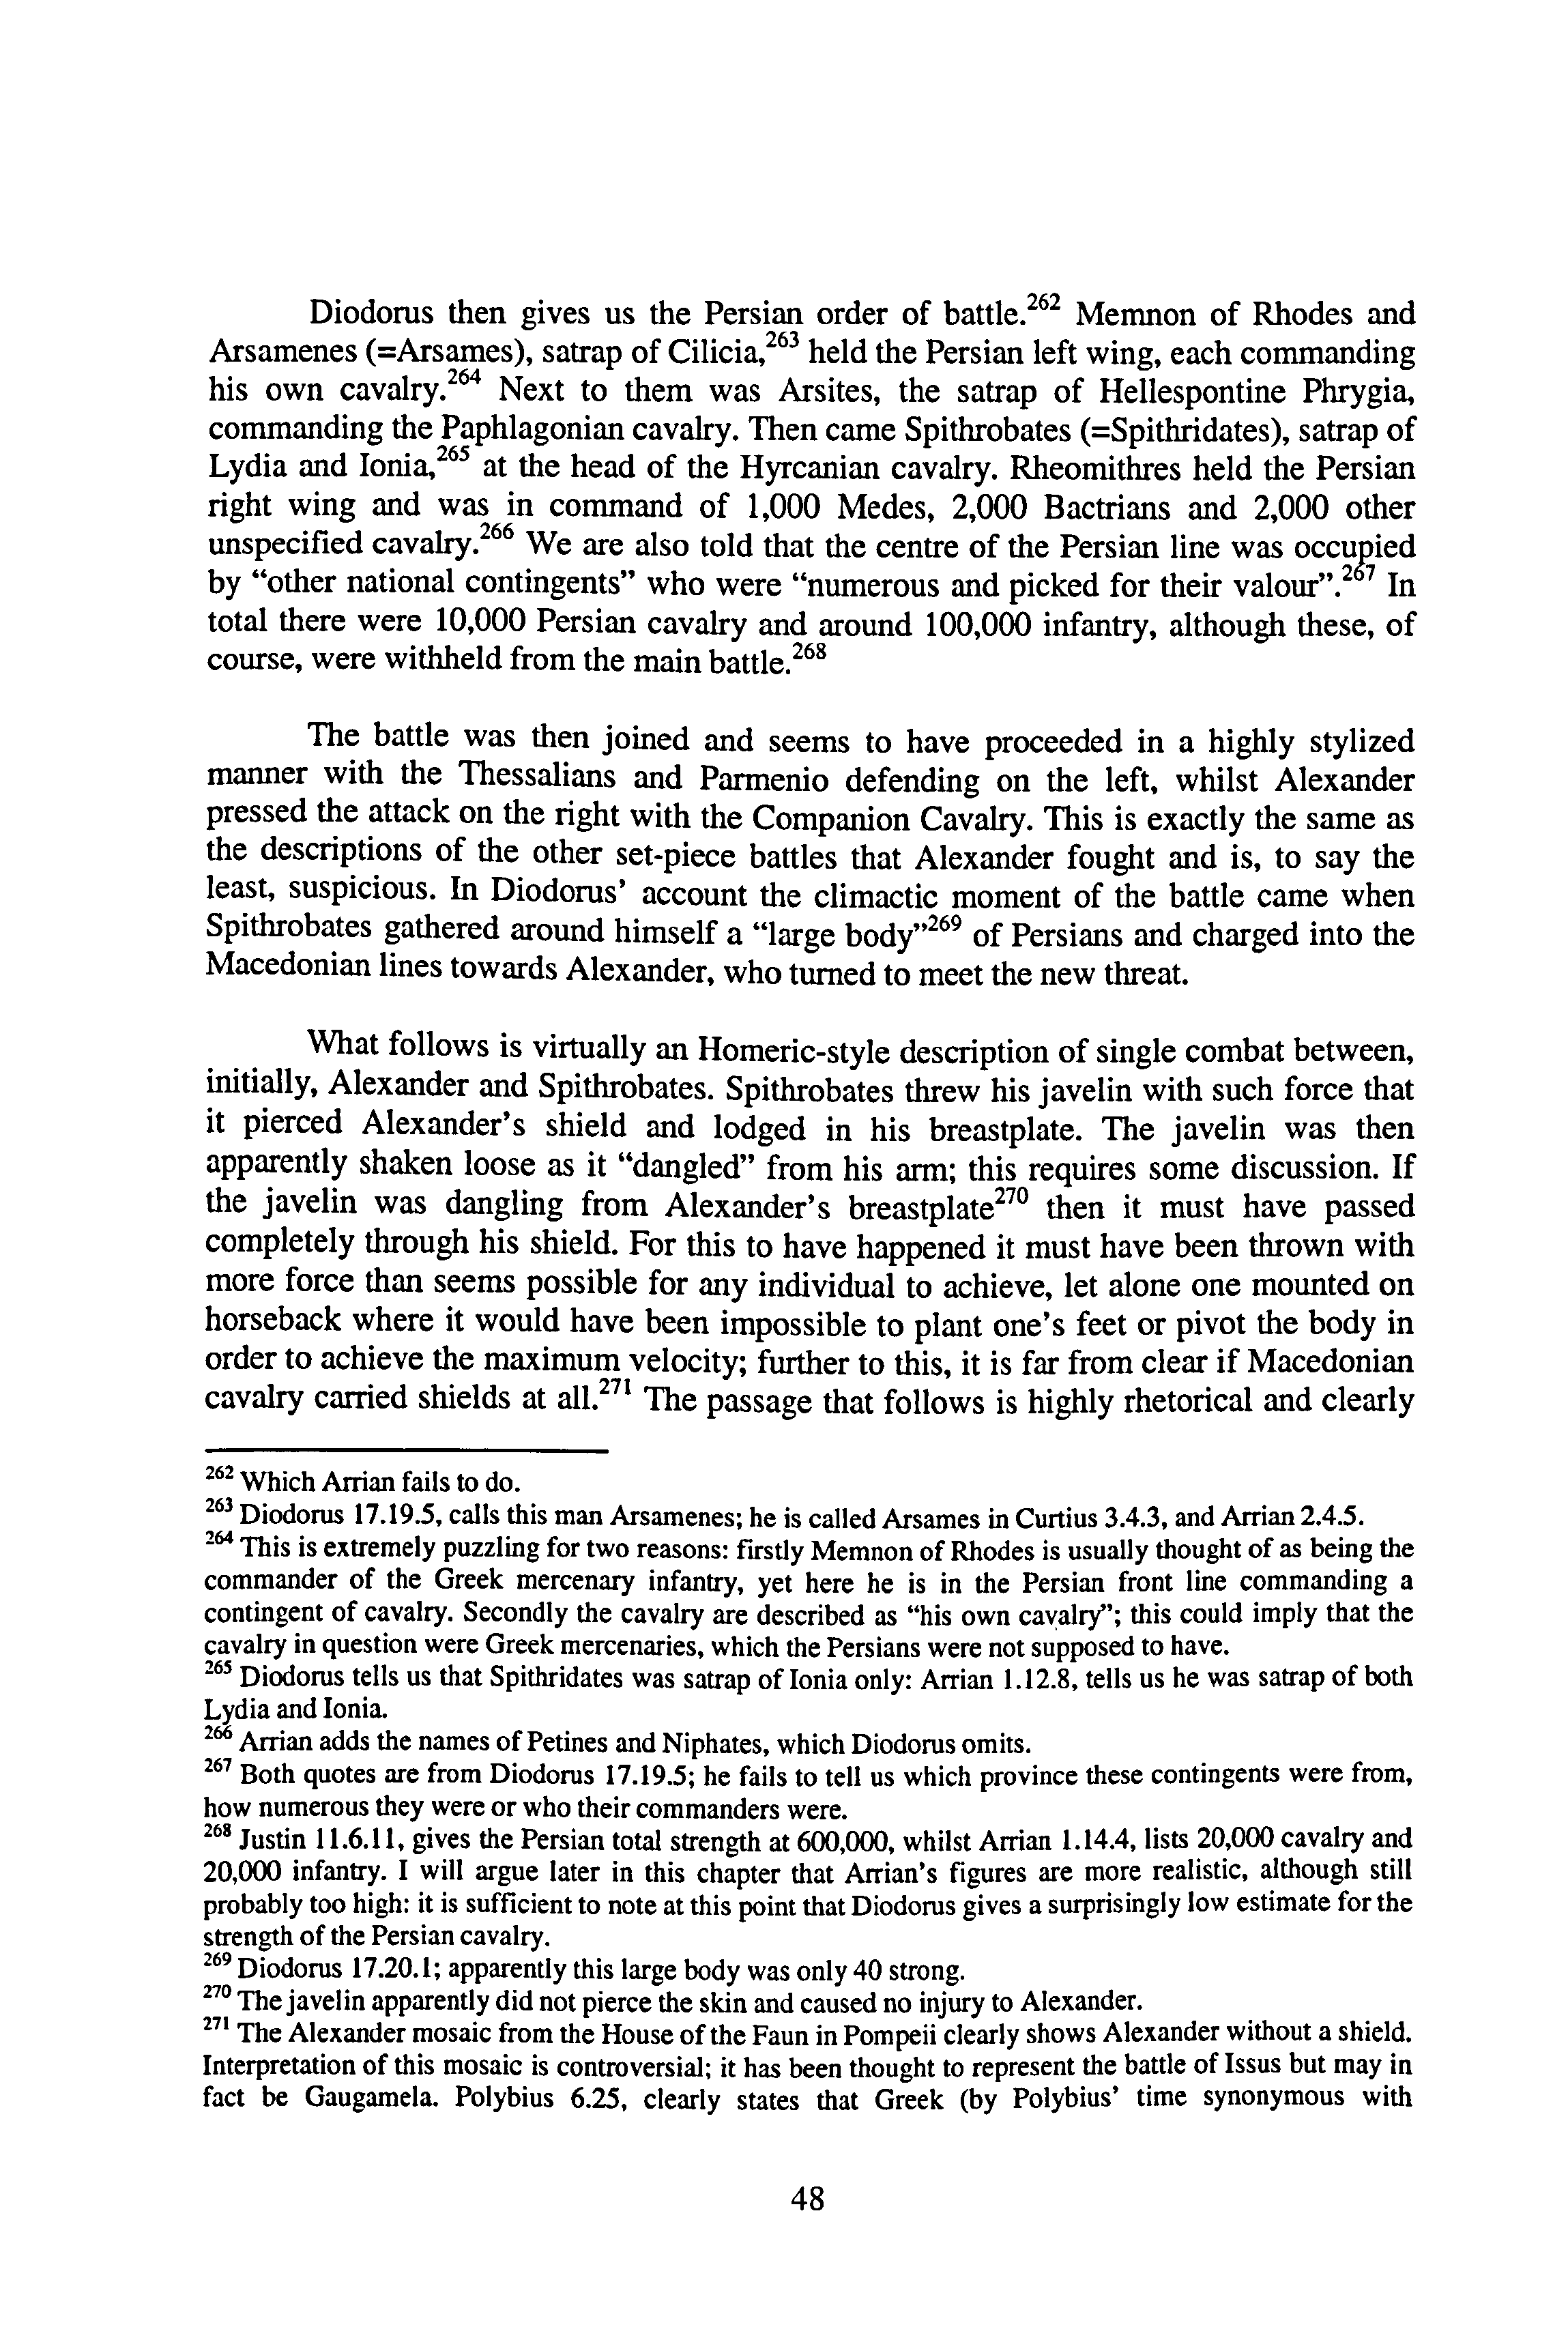 Diodorus then gives us the Persian order of battle.262 Memnon of Rhodes and
Arsamenes (=Arsames), satrap of Cilicia,263 held the Persian left wing, each commanding
his own cavalry.264 Next to them was Arsites, the satrap of Hellespontine Phrygia,
commanding the Paphlagonian cavalry. Then came Spithrobates (=Spithridates), satrap of
Lydia and Ionia,265 at the head of the Hyrcanian cavalry. Rheomithres held the Persian
right wing and was in command of 1,000 Medes, 2,000 Bactrians and 2,000 other
unspecified cavalry.266 We are also told that the centre of the Persian line was occupied
by “other national contingents” who were “numerous and picked for their valour”.267 In
total there were 10,000 Persian cavalry and around 100,000 infantry, although these, of
course, were withheld from the main battle.268
The battle was then joined and seems to have proceeded in a highly stylized
manner with the Thessalians and Parmenio defending on the left, whilst Alexander
pressed the attack on the right with the Companion Cavalry. This is exactly the same as
the descriptions of the other set-piece battles that Alexander fought and is, to say the
least, suspicious. In Diodorus’ account the climactic moment of the battle came when
Spithrobates gathered around himself a “large body”269 of Persians and charged into the
Macedonian lines towards Alexander, who turned to meet the new threat.
What follows is virtually an Homeric-style description of single combat between,
initially, Alexander and Spithrobates. Spithrobates threw his javelin with such force that
it pierced Alexander’s shield and lodged in his breastplate. The javelin was then
apparently shaken loose as it “dangled” from his arm; this requires some discussion. If
the javelin was dangling from Alexander’s breastplate270 then it must have passed
completely through his shield. For this to have happened it must have been thrown with
more force than seems possible for any individual to achieve, let alone one mounted on
horseback where it would have been impossible to plant one’s feet or pivot the body in
order to achieve the maximum velocity; further to this, it is far from clear if Macedonian
cavalry carried shields at all.271 The passage that follows is highly rhetorical and clearly
262 Which Arrian fails to do.
263 Diodorus 17.19.5, calls this man Arsamenes; he is called Arsames in Curtius 3.4.3, and Arrian 2.4.5.
264 This is extremely puzzling for two reasons: firstly Memnon of Rhodes is usually thought of as being the
commander of the Greek mercenary infantry, yet here he is in the Persian front line commanding a
contingent of cavalry. Secondly the cavalry are described as “his own cavalry”; this could imply that the
cavalry in question were Greek mercenaries, which the Persians were not supposed to have.
265 Diodorus tells us that Spithridates was satrap of Ionia only: Arrian 1.12.8, tells us he was satrap of both
Lydia and Ionia.
266 Arrian adds the names of Petines and Niphates, which Diodorus omits.
267 Both quotes are from Diodorus 17.19.5; he fails to tell us which province these contingents were from,
how numerous they were or who their commanders were.
268 Justin 11.6.11, gives the Persian total strength at 600,000, whilst Arrian 1.14.4, lists 20,000 cavalry and
20,000 infantry. I will argue later in this chapter that Arrian’s figures are more realistic, although still
probably too high: it is sufficient to note at this point that Diodorus gives a surprisingly low estimate for the
strength of the Persian cavalry.
269 Diodorus 17.20.1; apparently this large body was only 40 strong.
270 The javelin apparently did not pierce the skin and caused no injury to Alexander.
271 The Alexander mosaic from the House of the Faun in Pompeii clearly shows Alexander without a shield.
Interpretation of this mosaic is controversial; it has been thought to represent the battle of Issus but may in
fact be Gaugamela. Polybius 6.25, clearly states that Greek (by Polybius’ time synonymous with
48